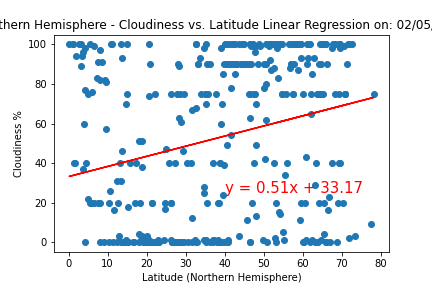 thern Hemisphere - Cloudiness vs. Latitude Linear Regression on: 02/05/
100
80
60
40
20
0
Cloudiness %
y = 0.51x + 33.17
0 10 20 30 40 50 60 70 80
Latitude (Northern Hemisphere)